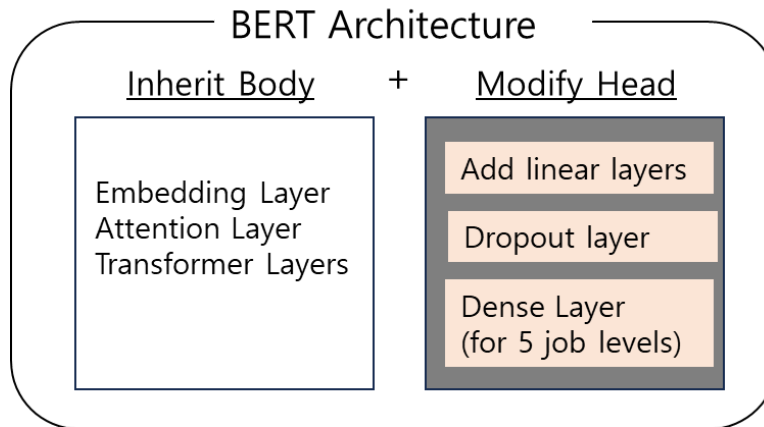 BERT Architecture
Inherit Body + Modify Head
Embedding Layer
Attention Layer
Transformer Layers
Add linear layers
Dropout layer
Dense Layer
(for 5 job levels)